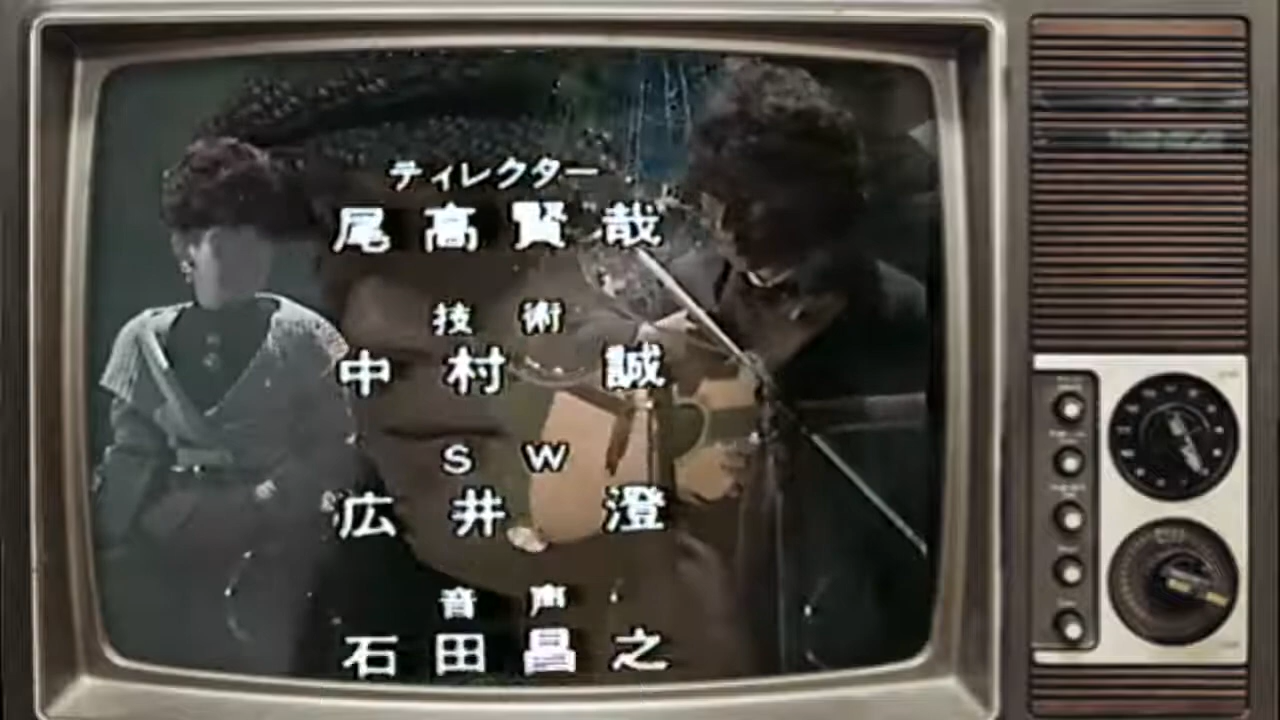 ディレクター
尾高賢哉
技術
中村 誠
SW
広井 澄
音声
石田昌之